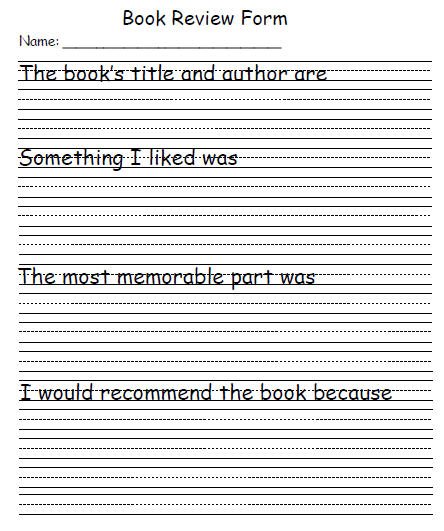 Book Review Form
Name: ______________________________
The book's title and author are
Something I liked was
The most memorable part was
I would recommend the book because